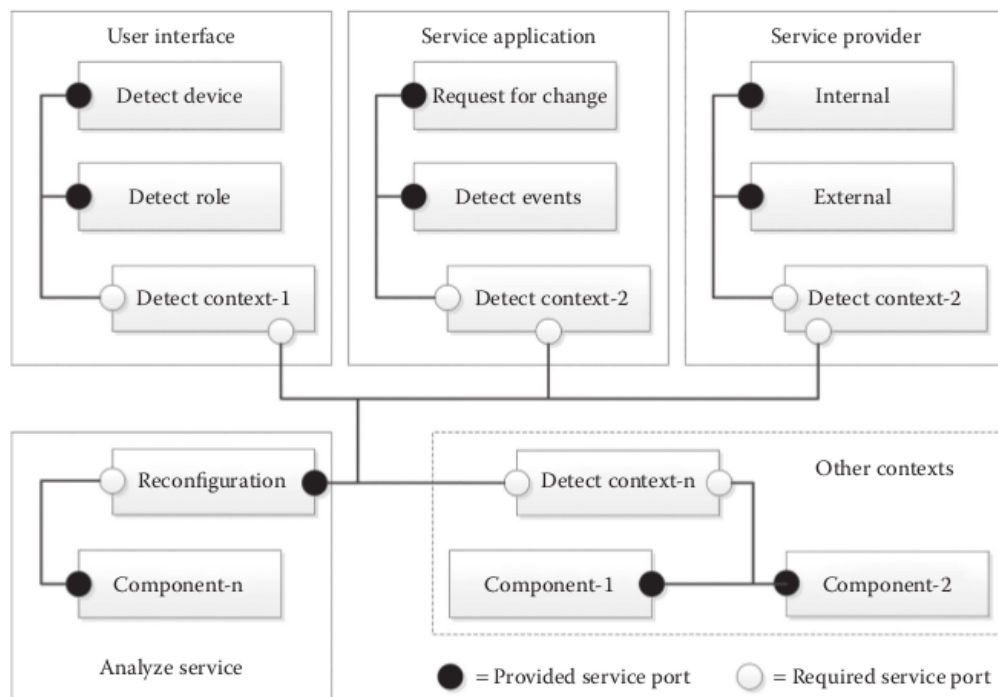 User interface
Detect device
Detect role
Detect context-1
Service application
Request for change
Detect events
Detect context-2
Service provider
Internal
External
Detect context-2
Reconfiguration
Component-n
Analyze service
Other contexts
Detect context-n
Component-1
Component-2
= Provided service port
= Required service port